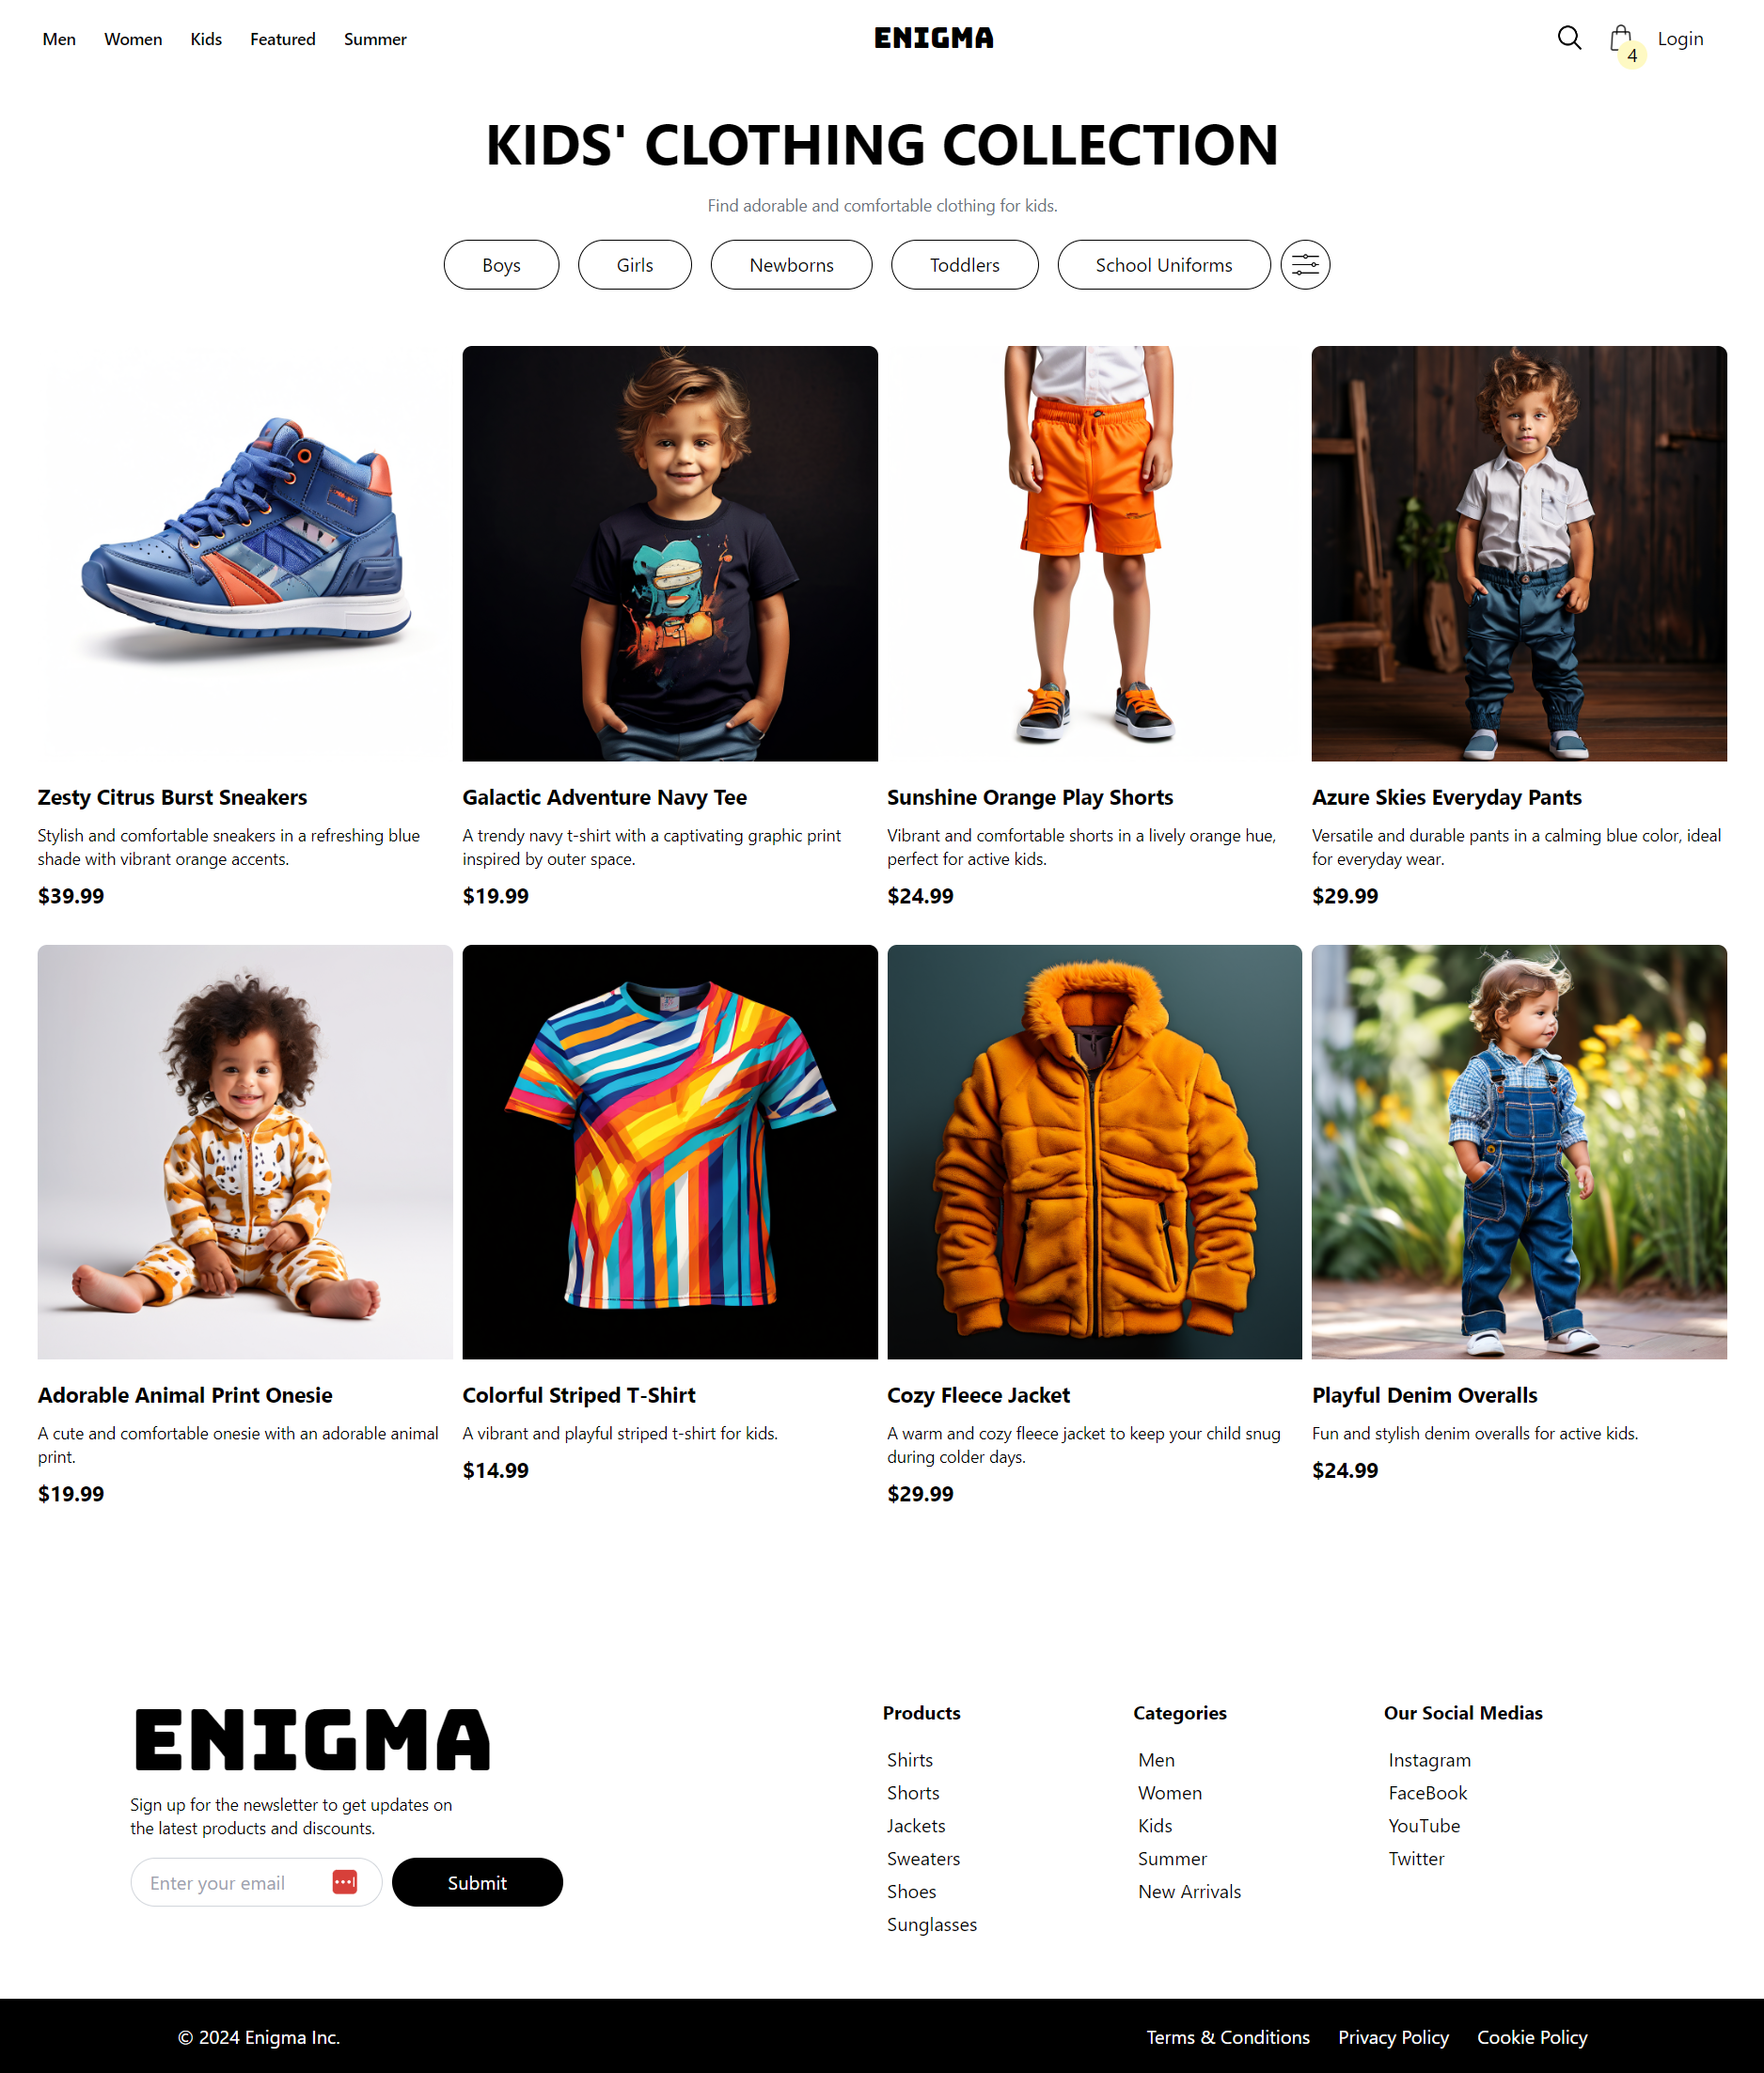 Men Women Kids Featured Summer
ENIGMA
4
Login
KIDS' CLOTHING COLLECTION
Find adorable and comfortable clothing for kids.
Boys
Girls
Newborns
Toddlers
School Uniforms
Zesty Citrus Burst Sneakers
Stylish and comfortable sneakers in a refreshing blue
shade with vibrant orange accents.
$39.99
Galactic Adventure Navy Tee
A trendy navy t-shirt with a captivating graphic print
inspired by outer space.
$19.99
Sunshine Orange Play Shorts
Vibrant and comfortable shorts in a lively orange hue,
perfect for active kids.
$24.99
Azure Skies Everyday Pants
Versatile and durable pants in a calming blue color, ideal
for everyday wear.
$29.99
Adorable Animal Print Onesie
A cute and comfortable onesie with an adorable animal
print.
$19.99
Colorful Striped T-Shirt
A vibrant and playful striped t-shirt for kids.
$14.99
Cozy Fleece Jacket
A warm and cozy fleece jacket to keep your child snug
during colder days.
$29.99
Playful Denim Overalls
Fun and stylish denim overalls for active kids.
$24.99
ENIGMA
Sign up for the newsletter to get updates on
the latest products and discounts.
Enter your email
Submit
Products
Shirts
Shorts
Jackets
Sweaters
Shoes
Sunglasses
Categories
Men
Women
Kids
Summer
New Arrivals
Our Social Medias
Instagram
FaceBook
YouTube
Twitter
© 2024 Enigma Inc.
Terms & Conditions Privacy Policy Cookie Policy